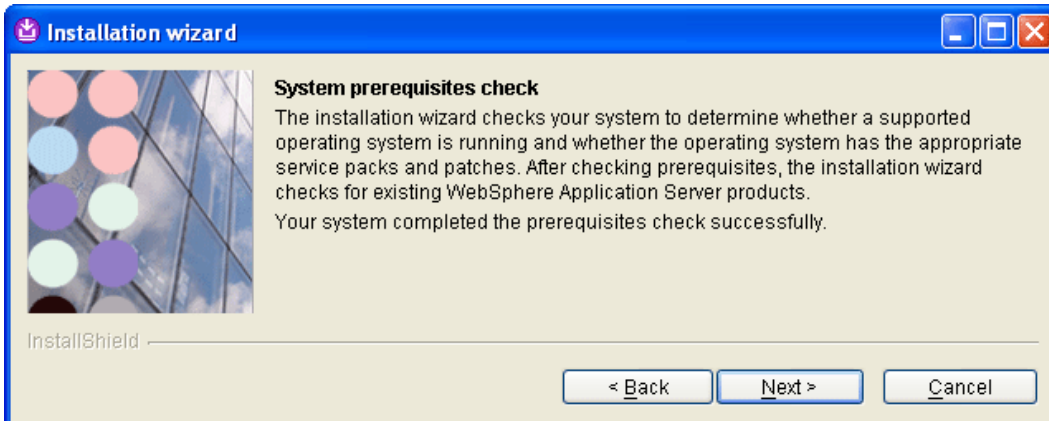 Installation wizard
System prerequisites check
The installation wizard checks your system to determine whether a supported
operating system is running and whether the operating system has the appropriate
service packs and patches. After checking prerequisites, the installation wizard
checks for existing WebSphere Application Server products.
Your system completed the prerequisites check successfully.
InstallShield
< Back
Next >
Cancel